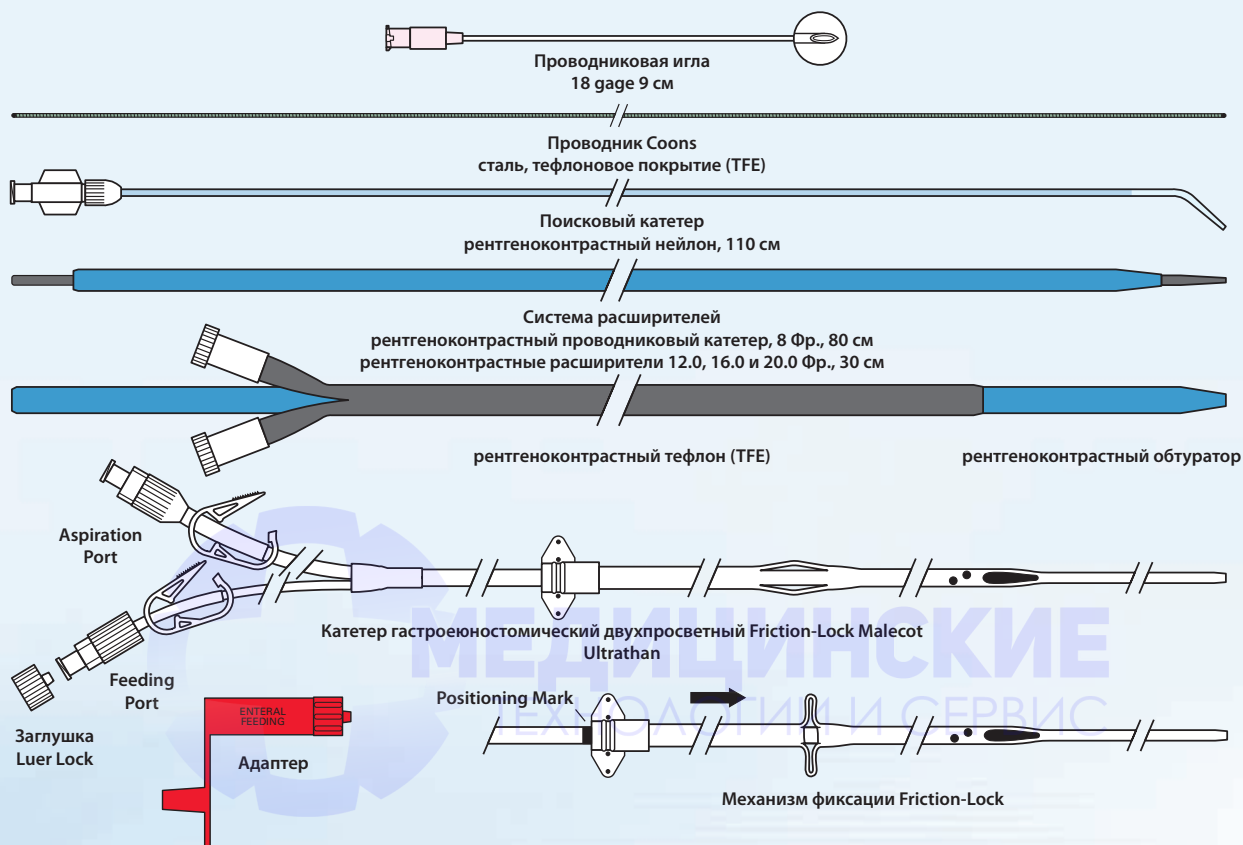 Проводниковая игла
18 gage 9 см
Проводник Coons
сталь, тефлоновое покрытие (TFE)
Поисковый катетер
рентгеноконтрастный нейлон, 110 см
Система расширителей
рентгеноконтрастный проводниковый катетер, 8 Фр., 80 см
рентгеноконтрастные расширители 12.0, 16.0 и 20.0 Фр., 30 см
рентгеноконтрастный тефлон (TFE)
рентгеноконтрастный обтуратор
Aspiration
Port
Катетер гастроеюностомический двухпросветный Friction-Lock Malecot
Ultrathan
МЕДИЦИНСКИЕ
ТЕХНОЛОГИИ И СЕРВИС
Feeding
Port
Заглушка
Luer Lock
ENTERAL
FEEDING
Адаптер
Positioning Mark
Механизм фиксации Friction-Lock